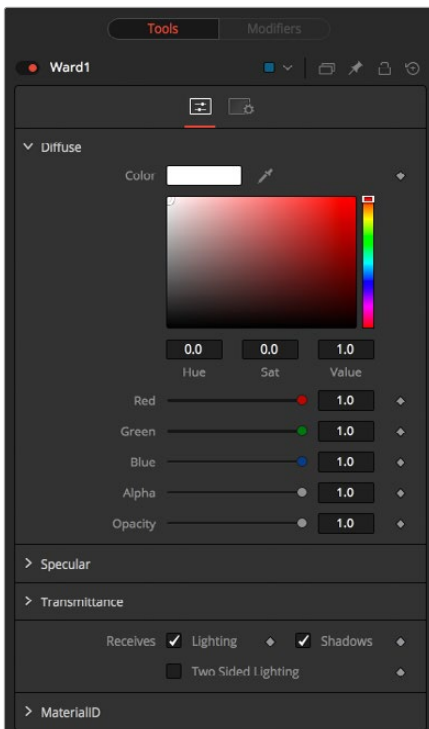 Tools Modifiers
Ward1
Diffuse
Color
0.0 0.0 1.0
Hue Sat Value
Red 1.0
Green 1.0
Blue 1.0
Alpha 1.0
Opacity 1.0
Specular
Transmittance
Receives Lighting Shadows
Two Sided Lighting
MaterialID